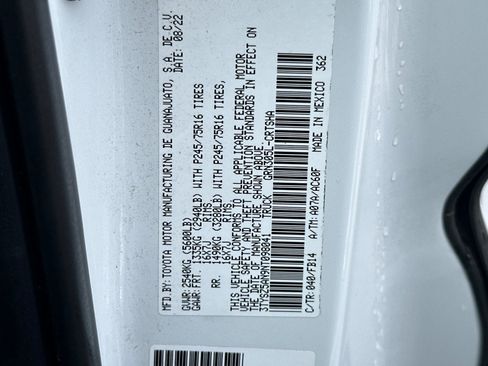 MFD.BY: TOYOTA MOTOR MANUFACTURING DE GUANAJUATO, S.A. DE C.V.
DATE: 08/22
GVWR: 2540KG (5600LB)
GAWR: FRT. 1335KG (2940LB) WITH P245/75R16 TIRES
16X7J RIMS
RR. 1490KG (3280LB) WITH P245/75R16 TIRES
16X7J RIMS
THIS VEHICLE CONFORMS TO ALL APPLICABLE FEDERAL MOTOR
VEHICLE SAFETY AND THEFT PREVENTION STANDARDS IN EFFECT ON
THE DATE OF MANUFACTURE SHOWN ABOVE.
3TYSZ5AN9NT090841 TRUCK GRN305L-CRTSHA
C/TR: 040/FB14 A/TM: A07A/AC60F MADE IN MEXICO 362